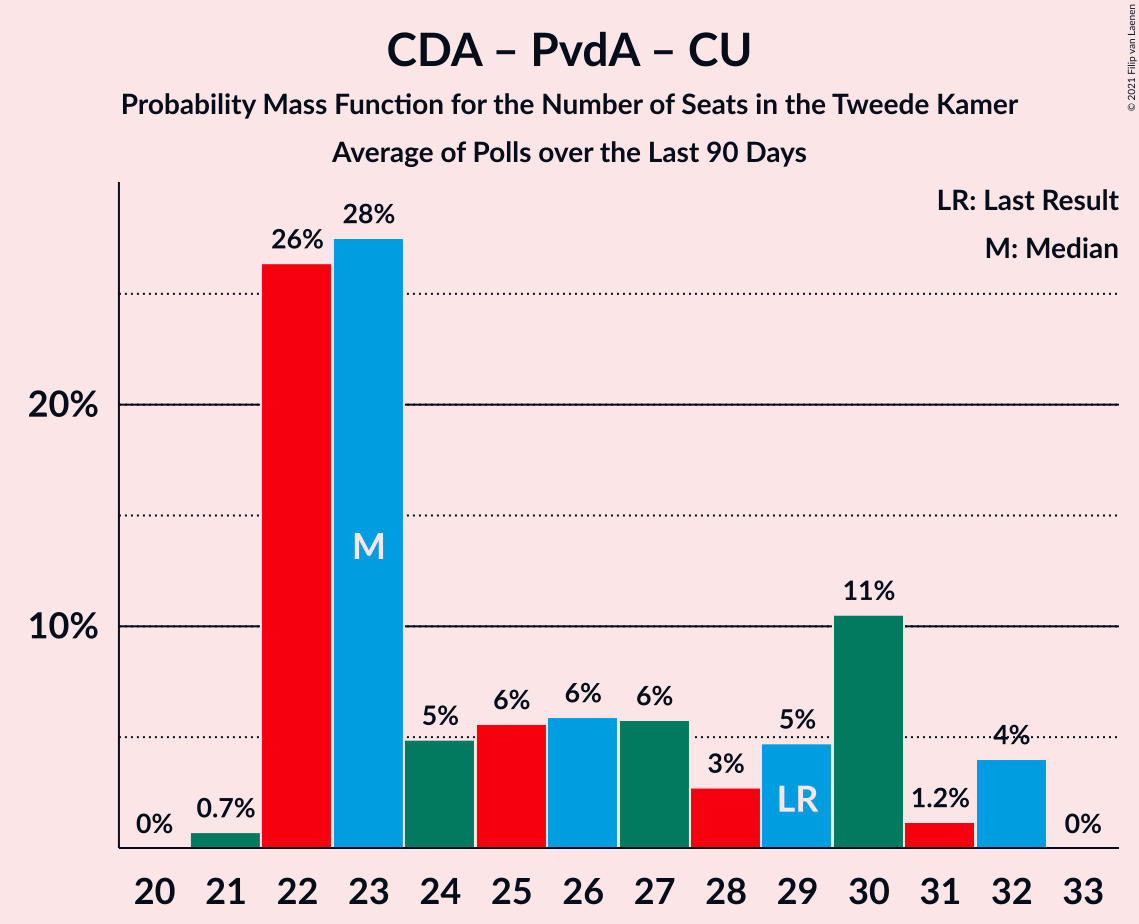 © 2021 Filip van Laenen
CDA – PvdA – CU
Probability Mass Function for the Number of Seats in the Tweede Kamer
Average of Polls over the Last 90 Days
LR: Last Result
M: Median
20%
10%
0%
0.7%
26%
28%
5%
6%
6%
6%
3%
5%
11%
1.2%
4%
0%
M
LR
20 21 22 23 24 25 26 27 28 29 30 31 32 33